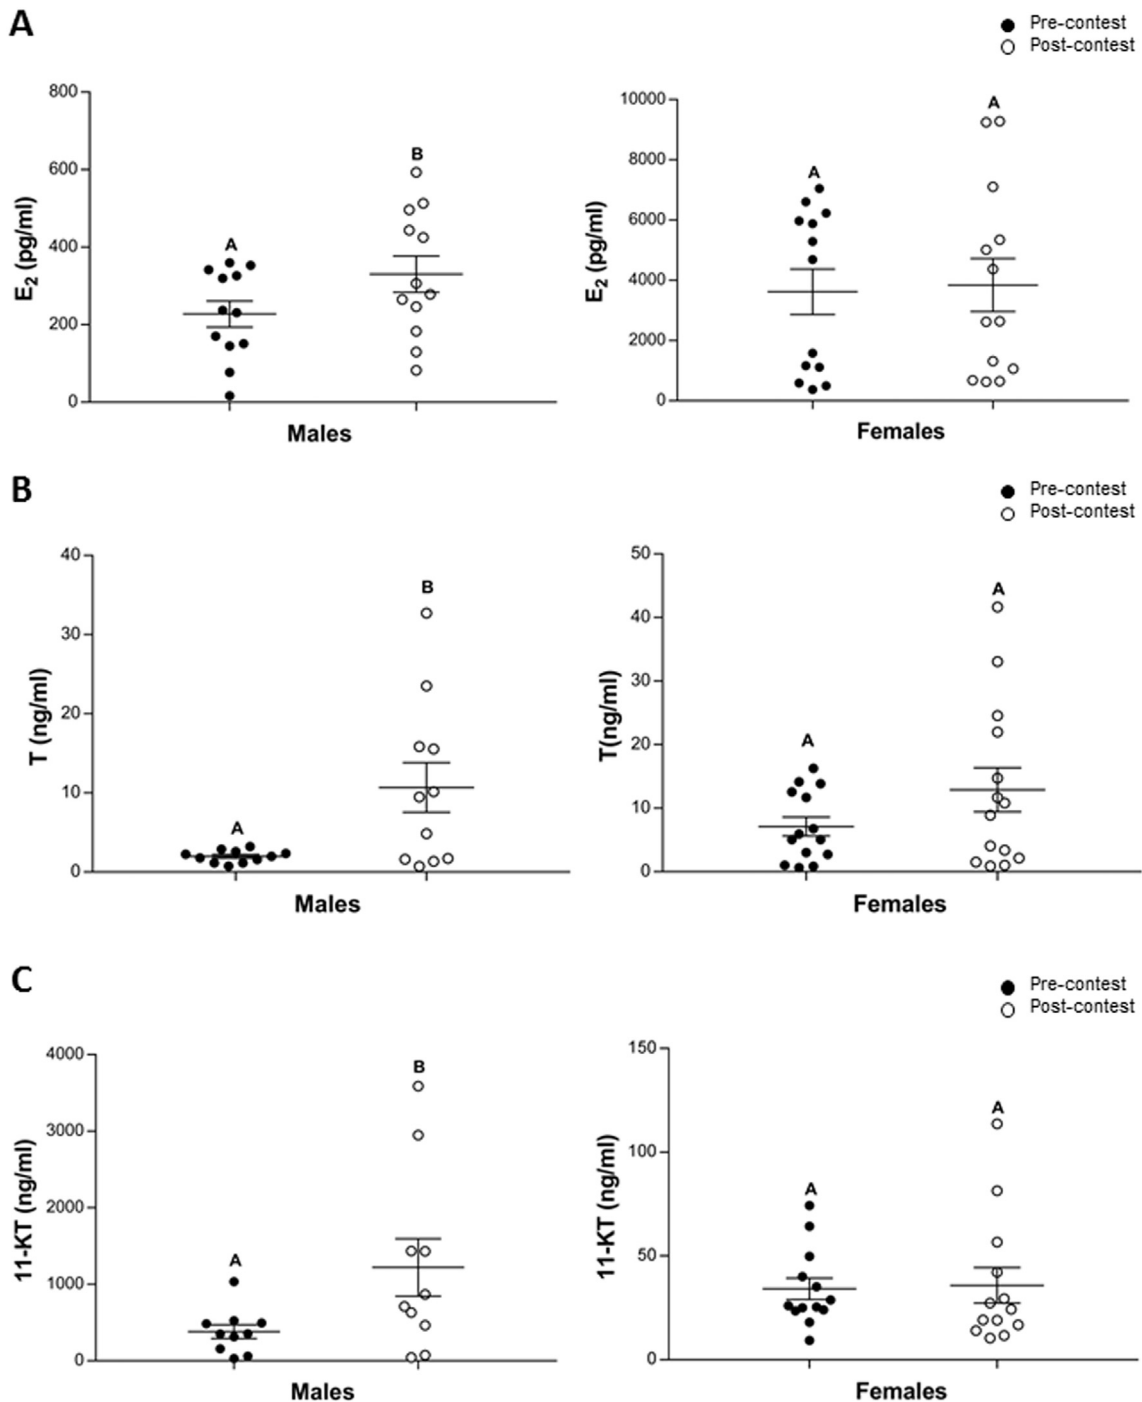 A
Pre-contest
Post-contest
800
600
400
200
0
E2 (pg/ml)
A
B
Males
10000
8000
6000
4000
2000
0
E2 (pg/ml)
A
A
Females
B
Pre-contest
Post-contest
40
30
20
10
0
T (ng/ml)
A
B
Males
50
40
30
20
10
0
T(ng/ml)
A
A
Females
C
Pre-contest
Post-contest
4000
3000
2000
1000
0
11-KT (ng/ml)
A
B
Males
150
100
50
0
11-KT (ng/ml)
A
A
Females